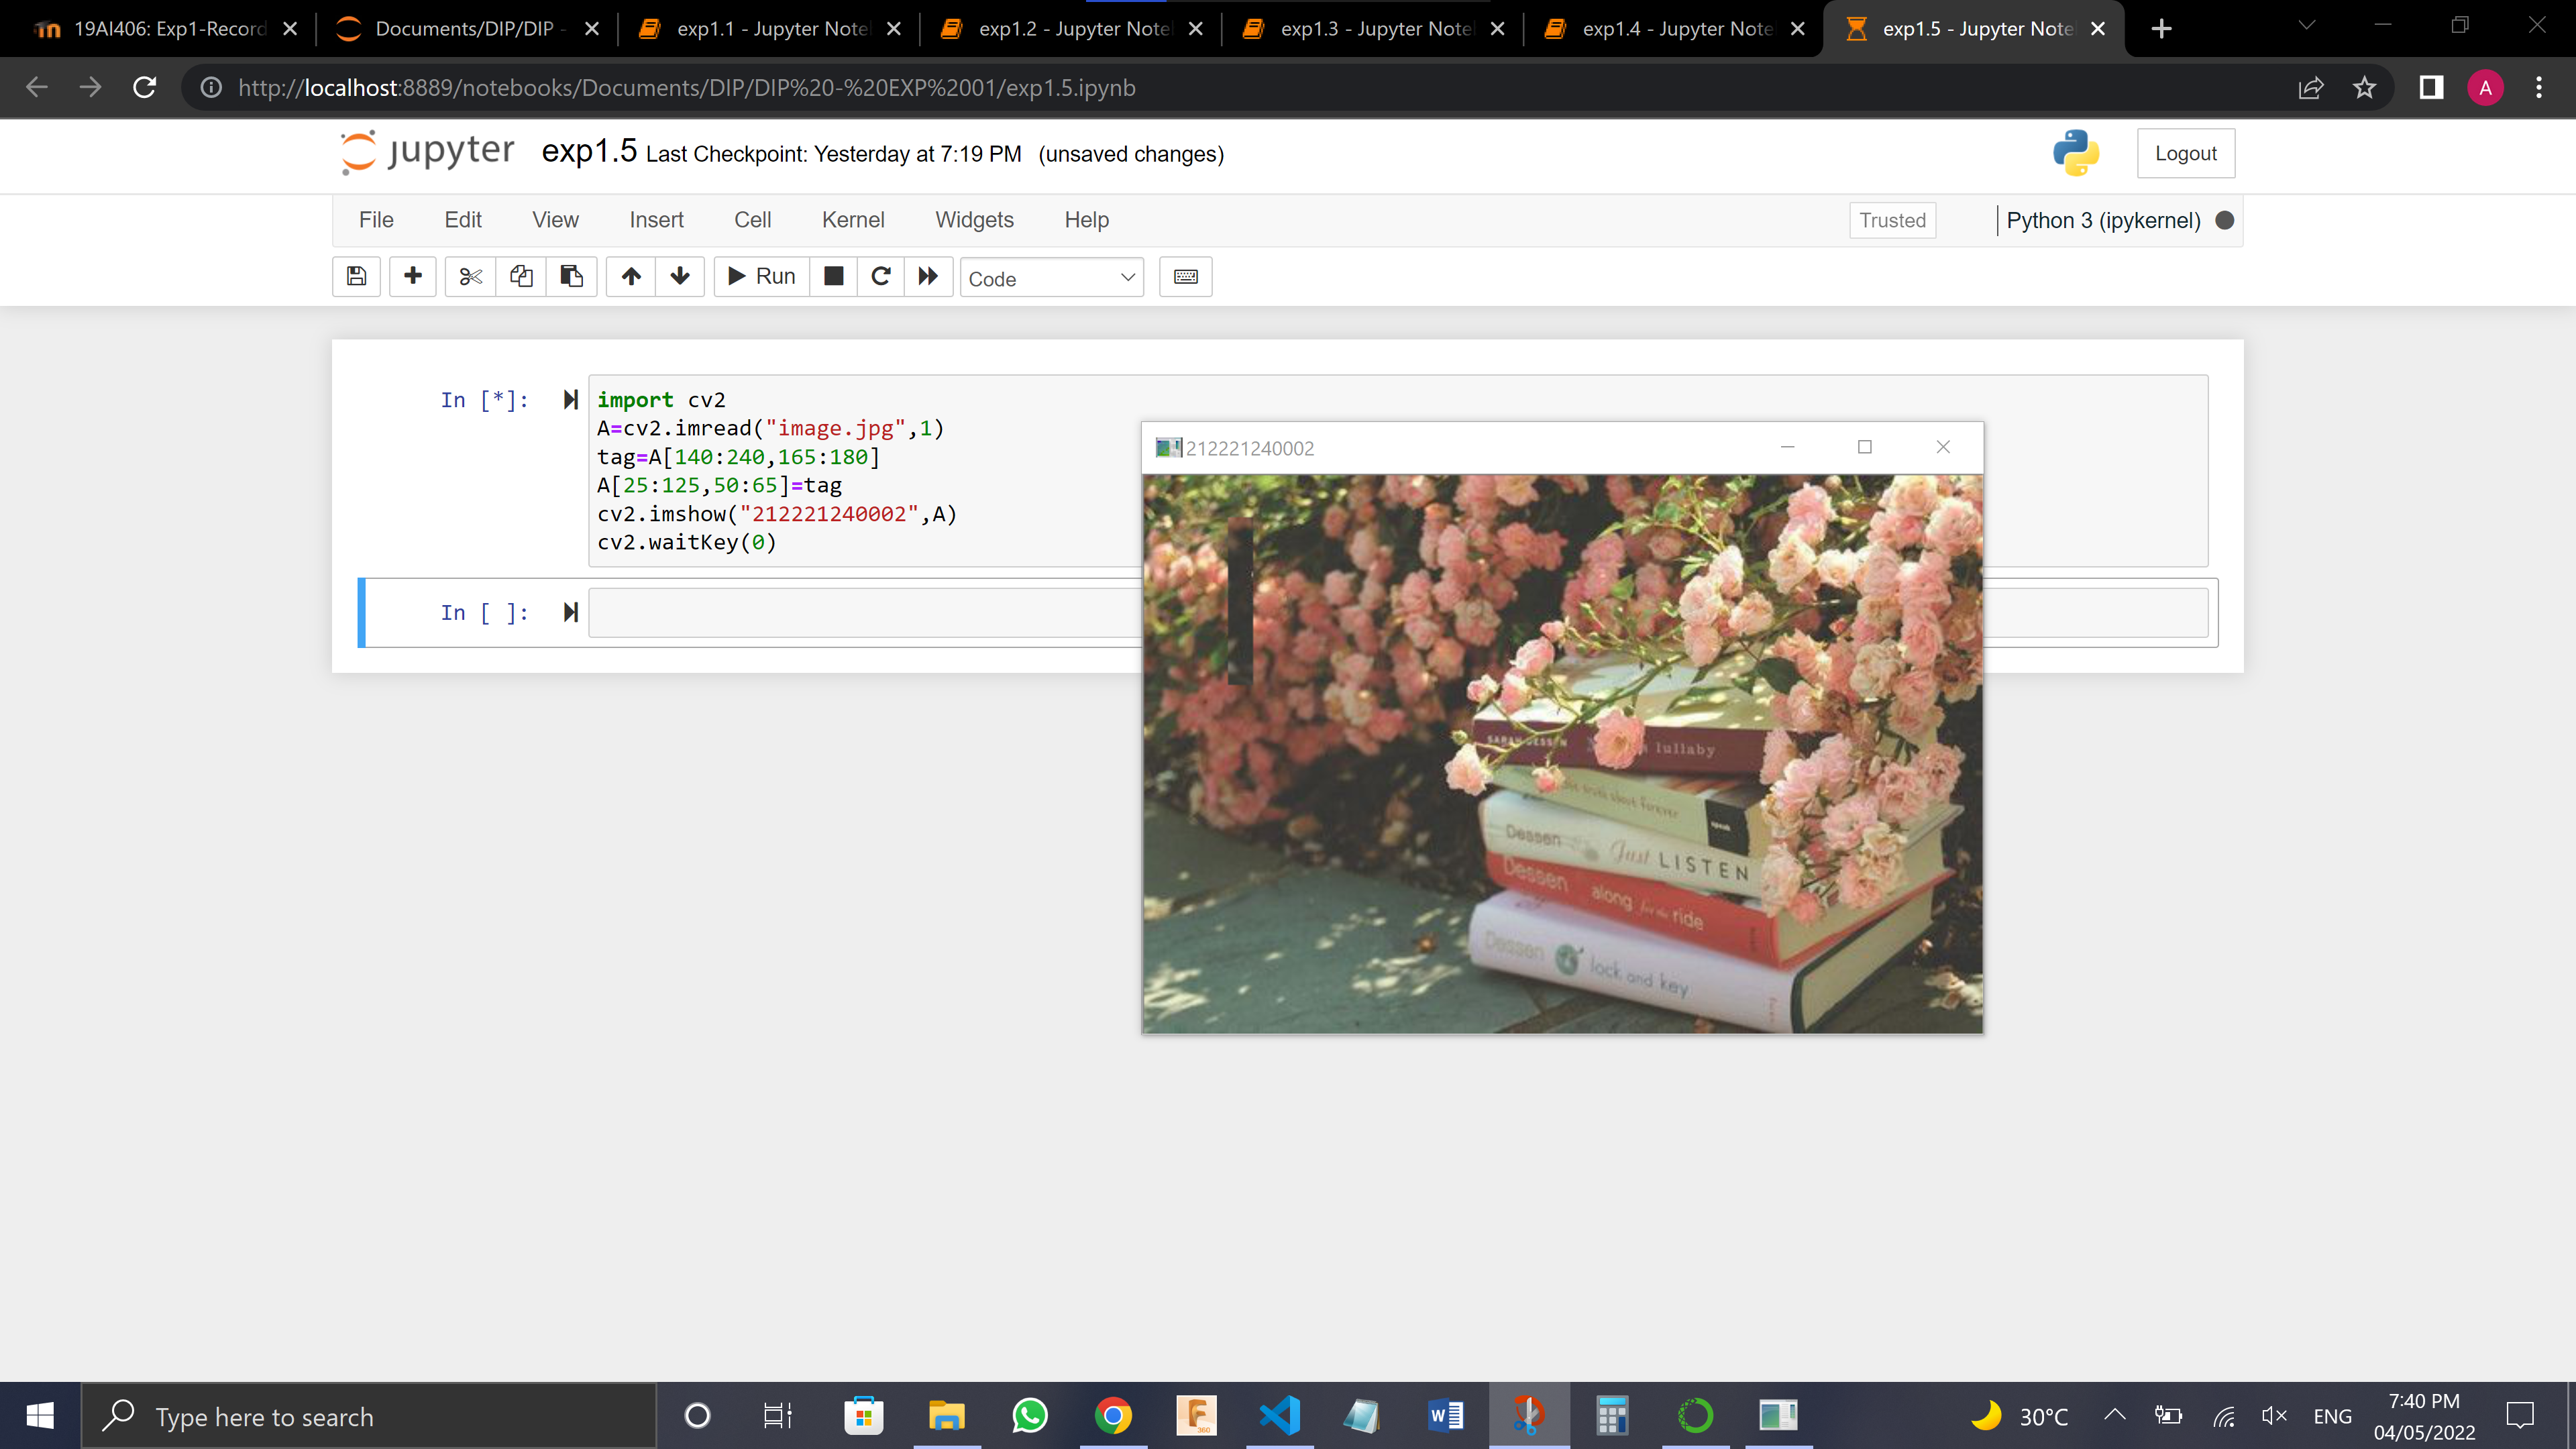 19AI406: Exp1-Record
Documents/DIP/DIP -
exp1.1 - Jupyter Note
exp1.2 - Jupyter Note
exp1.3 - Jupyter Note
exp1.4 - Jupyter Note
exp1.5 - Jupyter Note
http://localhost:8889/notebooks/Documents/DIP/DIP%20-%20EXP%2001/exp1.5.ipynb
A
jupyter exp1.5 Last Checkpoint: Yesterday at 7:19 PM (unsaved changes)
Logout
File Edit View Insert Cell Kernel Widgets Help
Trusted
Python 3 (ipykernel)
Run
Code
In [*]:
import cv2
A=cv2.imread("image.jpg",1)
tag=A[140:240,165:180]
A[25:125,50:65]=tag
cv2.imshow("212221240002",A)
cv2.waitKey(0)
In [ ]:
212221240002
SARAH DESSEN
lullaby
truth about forever
speak
Dessen Just LISTEN
Dessen along for the ride
Dessen lock and key
Type here to search
30°C
ENG
7:40 PM
04/05/2022